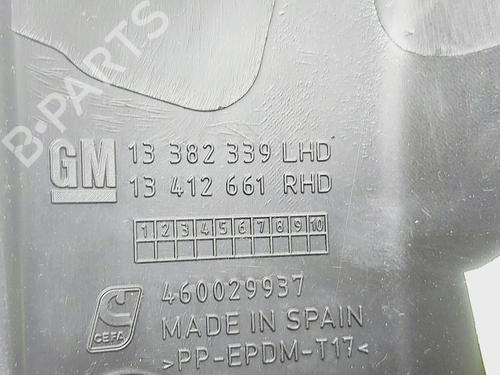 B-PARTS
GM
13 382 339 LHD
13 412 661 RHD
1 2 3 4 5 6 7 8 9 10
460029937
CEFA
MADE IN SPAIN
>PP-EPDM-T17<